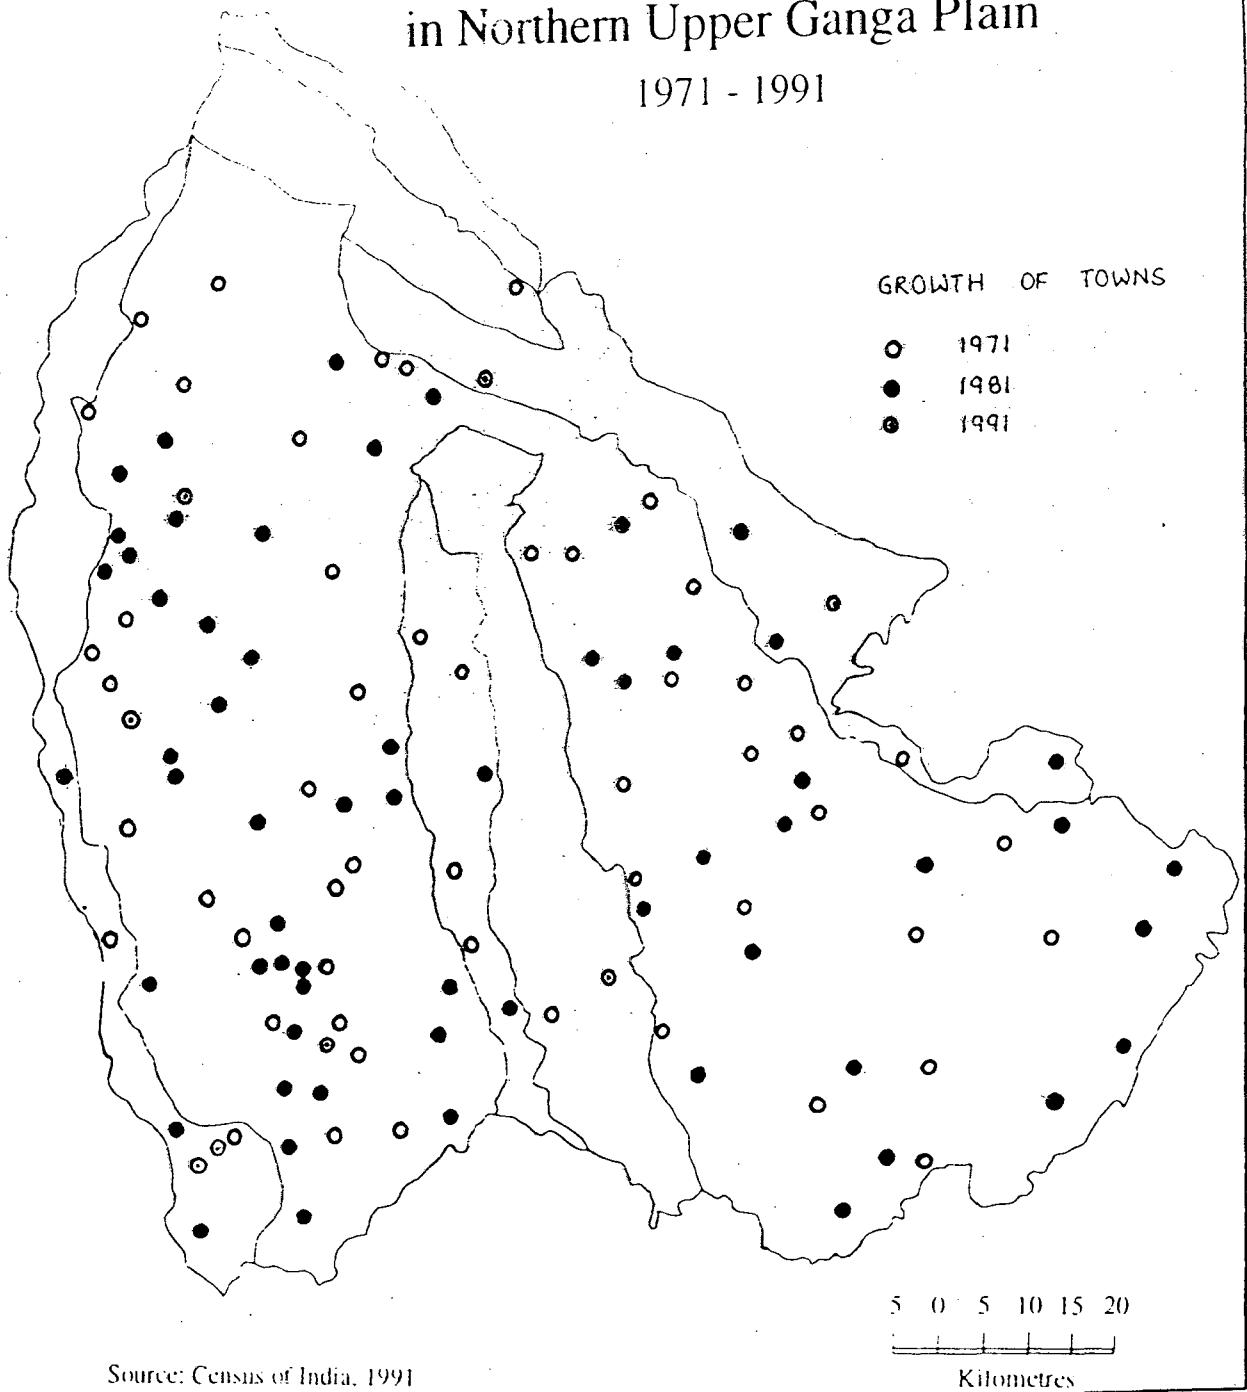 in Northern Upper Ganga Plain
1971 - 1991
GROWTH OF TOWNS
1971
1981
1991
5 0 5 10 15 20
Kilometres
Source: Census of India, 1991